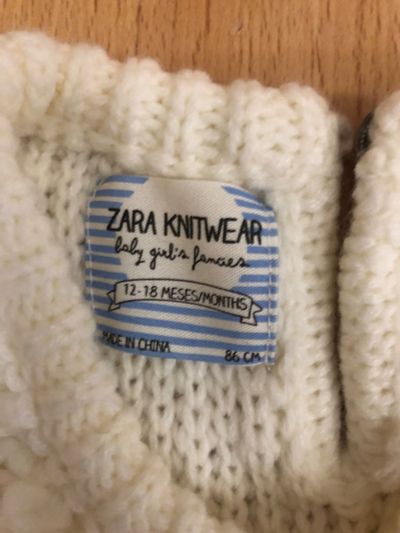 ZARA KNITWEAR
baby girl's fancies
12-18 MESES/MONTHS
MADE IN CHINA
86 CM